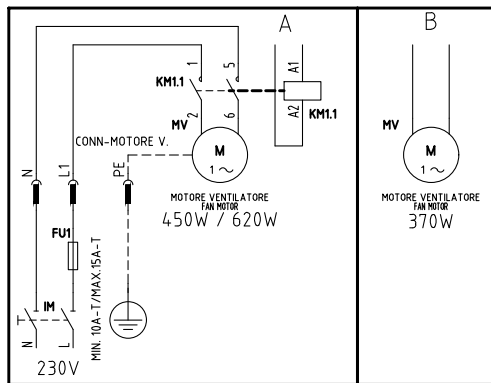 A
B
1
5
KM1.1
A1
A2
KM1.1
2
6
MV
MV
CONN-MOTORE V.
M
1 ~
M
1 ~
N
L1
PE
MOTORE VENTILATORE
FAN MOTOR
450W / 620W
MOTORE VENTILATORE
FAN MOTOR
370W
FU1
MIN. 10A-T/MAX.15A-T
IM
N
L
230V